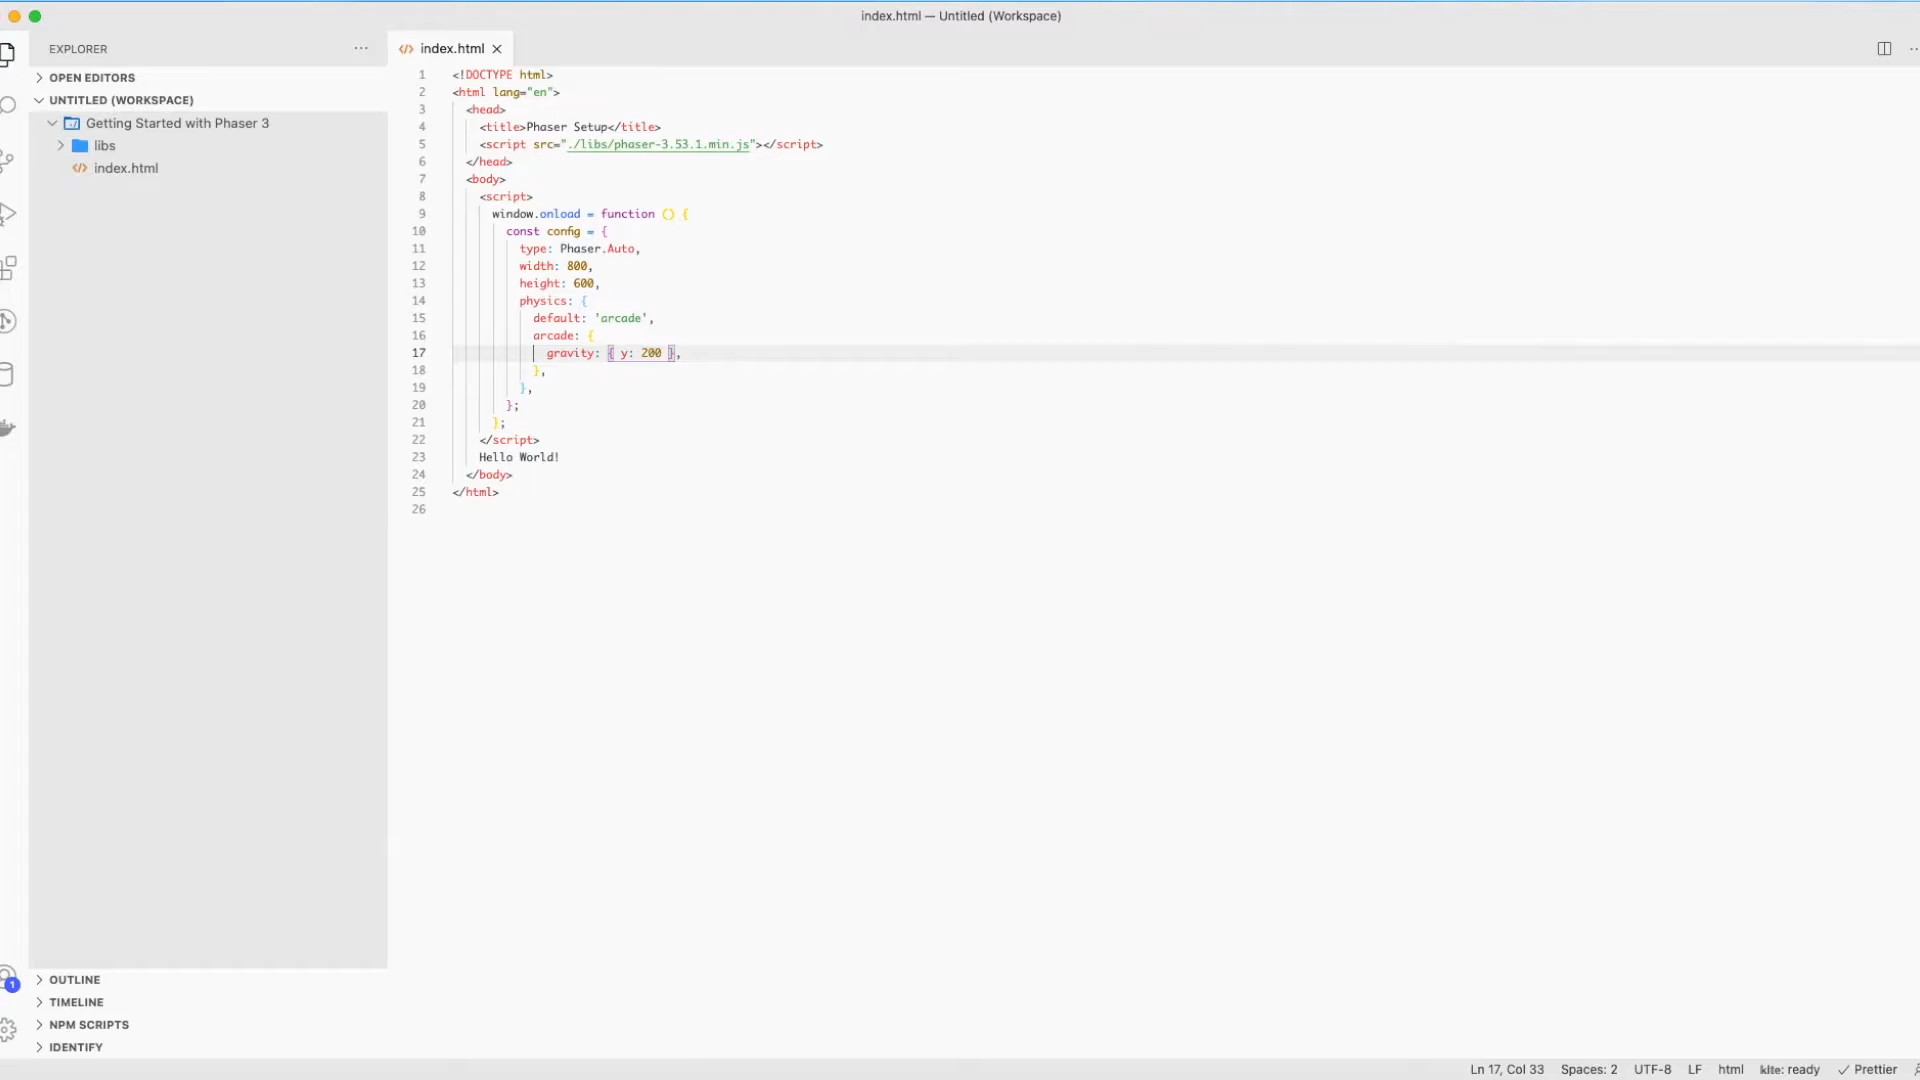 index.html — Untitled (Workspace)
EXPLORER
OPEN EDITORS
UNTITLED (WORKSPACE)
Getting Started with Phaser 3
libs
index.html
OUTLINE
TIMELINE
NPM SCRIPTS
IDENTIFY
1
index.html
1 <!DOCTYPE html>
2 <html lang="en">
3 <head>
4 <title>Phaser Setup</title>
5 <script src="./libs/phaser-3.53.1.min.js"></script>
6 </head>
7 <body>
8 <script>
9 window.onload = function () {
10 const config = {
11 type: Phaser.Auto,
12 width: 800,
13 height: 600,
14 physics: {
15 default: 'arcade',
16 arcade: {
17 gravity: { y: 200 },
18 },
19 },
20 };
21 };
22 </script>
23 Hello World!
24 </body>
25 </html>
26
Ln 17, Col 33 Spaces: 2 UTF-8 LF html kite: ready Prettier